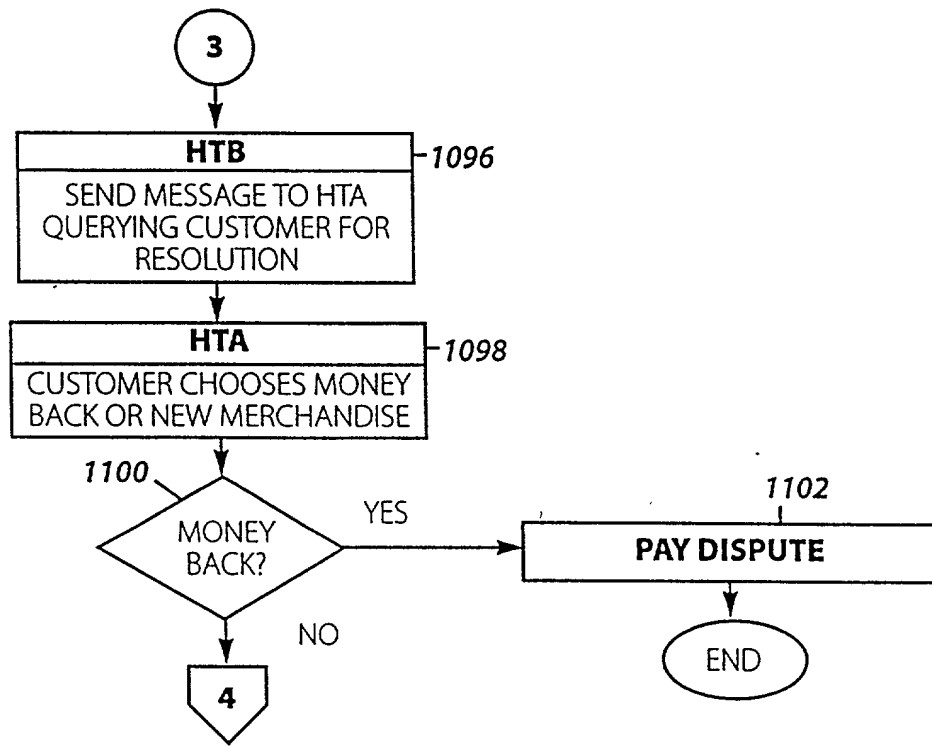 3
HTB
1096
SEND MESSAGE TO HTA
QUERYING CUSTOMER FOR
RESOLUTION
HTA
1098
CUSTOMER CHOOSES MONEY
BACK OR NEW MERCHANDISE
1100
MONEY
BACK?
YES
1102
PAY DISPUTE
NO
END
4